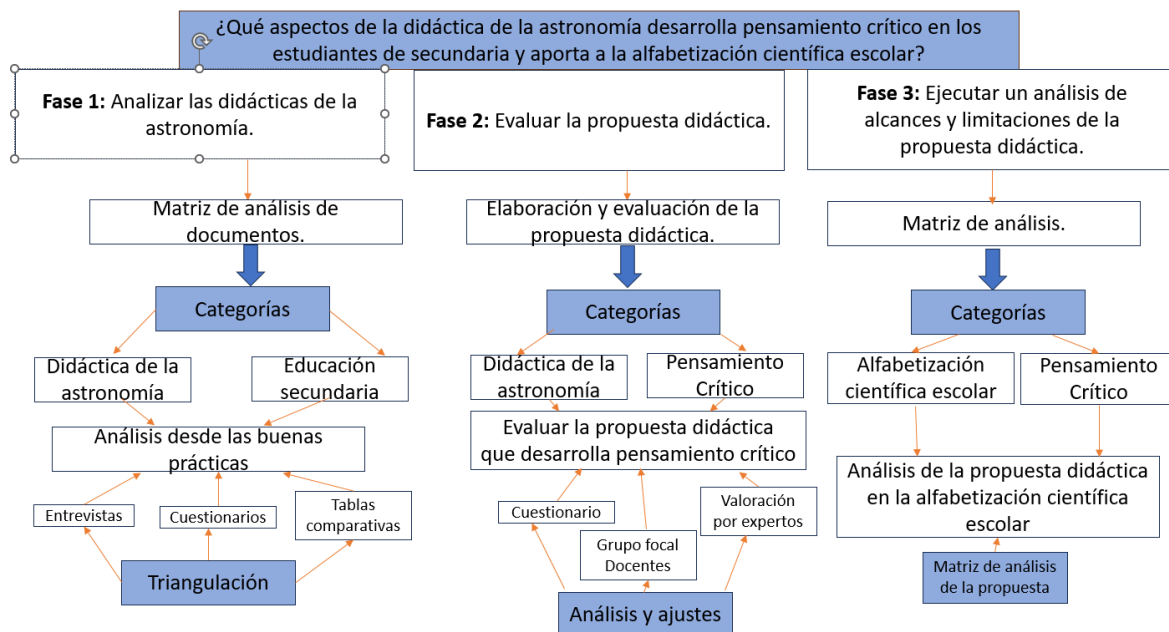 ¿Qué aspectos de la didáctica de la astronomía desarrolla pensamiento crítico en los
estudiantes de secundaria y aporta a la alfabetización científica escolar?
Fase 1: Analizar las didácticas de la
astronomía.
Matriz de análisis de
documentos.
Categorías
Didáctica de la
astronomía
Educación
secundaria
Análisis desde las buenas
prácticas
Entrevistas
Cuestionarios
Tablas
comparativas
Triangulación
Fase 2: Evaluar la propuesta didáctica.
Elaboración y evaluación de la
propuesta didáctica.
Categorías
Didáctica de la
astronomía
Pensamiento
Crítico
Evaluar la propuesta didáctica
que desarrolla pensamiento crítico
Cuestionario
Grupo focal
Docentes
Valoración
por expertos
Análisis y ajustes
Fase 3: Ejecutar un análisis de
alcances y limitaciones de la
propuesta didáctica.
Matriz de análisis.
Categorías
Alfabetización
científica escolar
Pensamiento
Crítico
Análisis de la propuesta didáctica
en la alfabetización científica
escolar
Matriz de análisis
de la propuesta